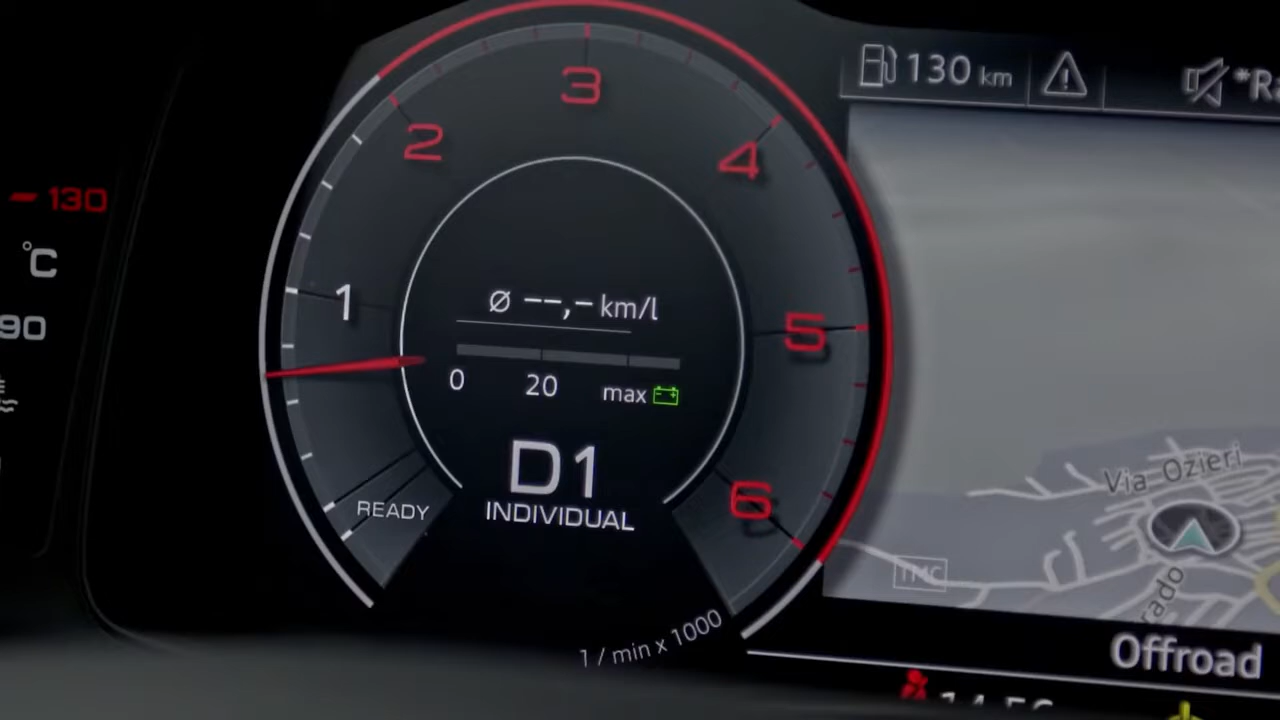 130
°C
90
1
2
3
4
5
6
Ø --,- km/l
0 20 max
D1
INDIVIDUAL
READY
1 / min x 1000
130 km
Via Ozieri
TMC
Offroad